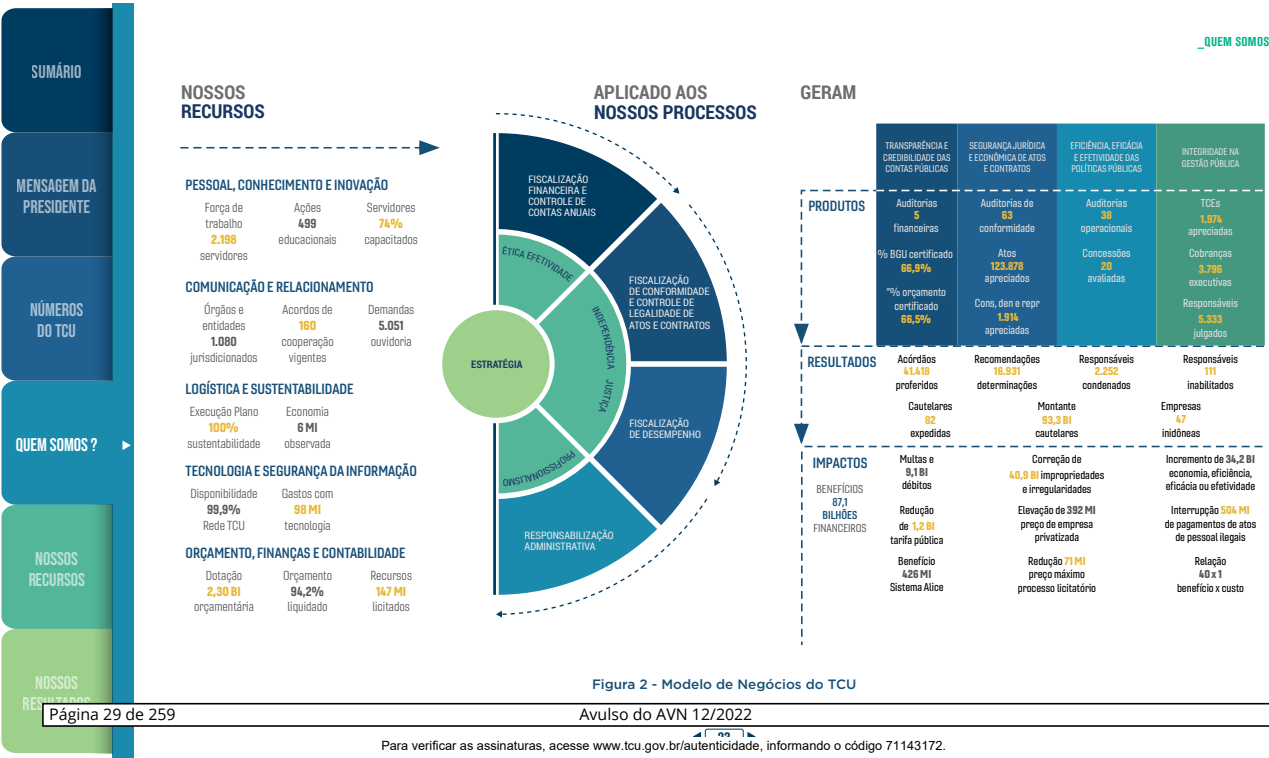 _QUEM SOMOS
SUMÁRIO
MENSAGEM DA
PRESIDENTE
NÚMEROS
DO TCU
QUEM SOMOS ?
NOSSOS
RECURSOS
NOSSOS
RESULTADOS
NOSSOS
RECURSOS
PESSOAL, CONHECIMENTO E INOVAÇÃO
Força de
trabalho
2.198
servidores
Ações
499
educacionais
Servidores
74%
capacitados
COMUNICAÇÃO E RELACIONAMENTO
Órgãos e
entidades
1.080
jurisdicionados
Acordos de
160
cooperação
vigentes
Demandas
5.051
ouvidoria
LOGÍSTICA E SUSTENTABILIDADE
Execução Plano
100%
sustentabilidade
Economia
6 MI
observada
TECNOLOGIA E SEGURANÇA DA INFORMAÇÃO
Disponibilidade
99,9%
Rede TCU
Gastos com
98 MI
tecnologia
ORÇAMENTO, FINANÇAS E CONTABILIDADE
Dotação
2,30 BI
orçamentária
Orçamento
94,2%
liquidado
Recursos
147 MI
licitados
APLICADO AOS
NOSSOS PROCESSOS
FISCALIZAÇÃO
FINANCEIRA E
CONTROLE DE
CONTAS ANUAIS
FISCALIZAÇÃO
DE CONFORMIDADE
E CONTROLE DE
LEGALIDADE DE
ATOS E CONTRATOS
FISCALIZAÇÃO
DE DESEMPENHO
RESPONSABILIZAÇÃO
ADMINISTRATIVA
ÉTICA EFETIVIDADE
INDEPENDÊNCIA JUSTIÇA
PROFISSIONALISMO
ESTRATÉGIA
GERAM
TRANSPARÊNCIA E
CREDIBILIDADE DAS
CONTAS PÚBLICAS
SEGURANÇA JURÍDICA
E ECONÔMICA DE ATOS
E CONTRATOS
EFICIÊNCIA, EFICÁCIA
E EFETIVIDADE DAS
POLÍTICAS PÚBLICAS
INTEGRIDADE NA
GESTÃO PÚBLICA
PRODUTOS
Auditorias
5
financeiras
% BGU certificado
66,9%
*% orçamento
certificado
66,5%
Auditorias de
63
conformidade
Atos
123.878
apreciados
Cons, den e repr
1.914
apreciadas
Auditorias
38
operacionais
Concessões
20
avaliadas
TCEs
1.974
apreciadas
Cobranças
3.796
executivas
Responsáveis
5.333
julgados
RESULTADOS
Acórdãos
41.418
proferidos
Recomendações
16.931
determinações
Responsáveis
2.252
condenados
Responsáveis
111
inabilitados
Cautelares
82
expedidas
Montante
93,3 BI
cautelares
Empresas
47
inidôneas
IMPACTOS
BENEFÍCIOS
87,1
BILHÕES
FINANCEIROS
Multas e
9,1 BI
débitos
Correção de
40,9 BI impropriedades
e irregularidades
Incremento de 34,2 BI
economia, eficiência,
eficácia ou efetividade
Redução
de 1,2 BI
tarifa pública
Elevação de 392 MI
preço de empresa
privatizada
Interrupção 504 MI
de pagamentos de atos
de pessoal ilegais
Benefício
426 MI
Sistema Alice
Redução 71 MI
preço máximo
processo licitatório
Relação
40 x 1
benefício x custo
Figura 2 - Modelo de Negócios do TCU
Página 29 de 259
Avulso do AVN 12/2022
Para verificar as assinaturas, acesse www.tcu.gov.br/autenticidade, informando o código 71143172.